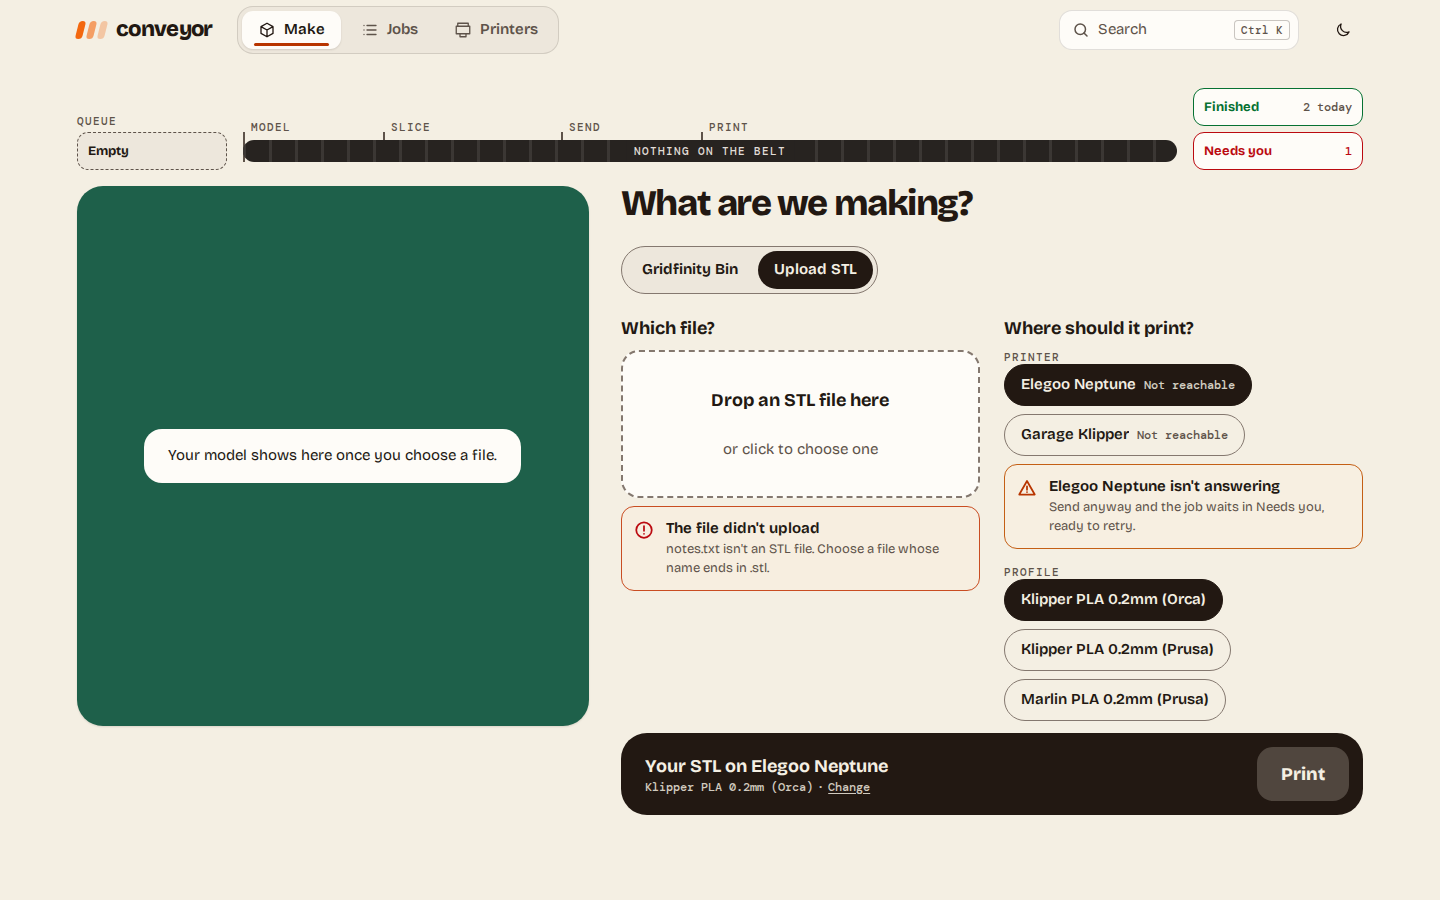 conveyor
Make
Jobs
Printers
Search
Ctrl K
QUEUE
Empty
MODEL
SLICE
SEND
PRINT
NOTHING ON THE BELT
Finished 2 today
Needs you 1
Your model shows here once you choose a file.
What are we making?
Gridfinity Bin
Upload STL
Which file?
Drop an STL file here
or click to choose one
The file didn't upload
notes.txt isn't an STL file. Choose a file whose
name ends in .stl.
Where should it print?
PRINTER
Elegoo Neptune Not reachable
Garage Klipper Not reachable
Elegoo Neptune isn't answering
Send anyway and the job waits in Needs you,
ready to retry.
PROFILE
Klipper PLA 0.2mm (Orca)
Klipper PLA 0.2mm (Prusa)
Marlin PLA 0.2mm (Prusa)
Your STL on Elegoo Neptune
Klipper PLA 0.2mm (Orca) · Change
Print